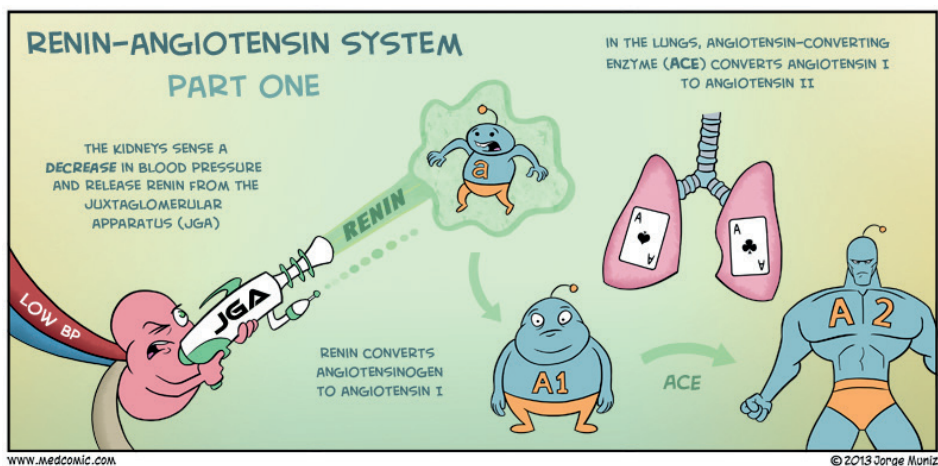 RENIN-ANGIOTENSIN SYSTEM
PART ONE
THE KIDNEYS SENSE A
DECREASE IN BLOOD PRESSURE
AND RELEASE RENIN FROM THE
JUXTAGLOMERULAR
APPARATUS (JGA)
LOW BP
JGA
RENIN
a
RENIN CONVERTS
ANGIOTENSINOGEN
TO ANGIOTENSIN I
A1
IN THE LUNGS, ANGIOTENSIN-CONVERTING
ENZYME (ACE) CONVERTS ANGIOTENSIN I
TO ANGIOTENSIN II
A
A
A
A
ACE
A 2
www.medcomic.com
© 2013 Jorge Muniz